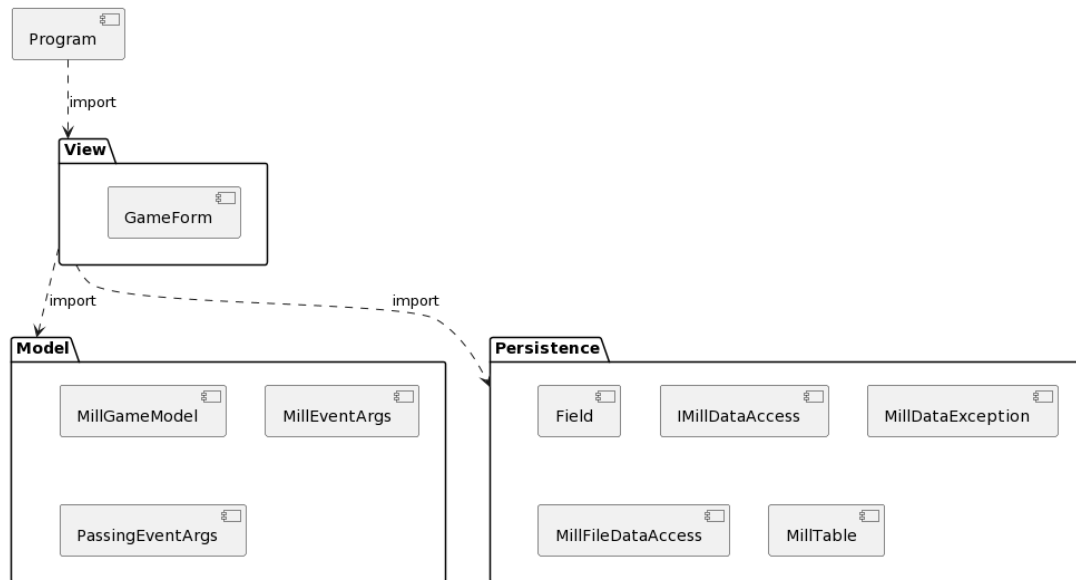 Program
import
View
GameForm
import
import
Model
Persistence
MillGameModel
MillEventArgs
Field
IMillDataAccess
MillDataException
PassingEventArgs
MillFileDataAccess
MillTable